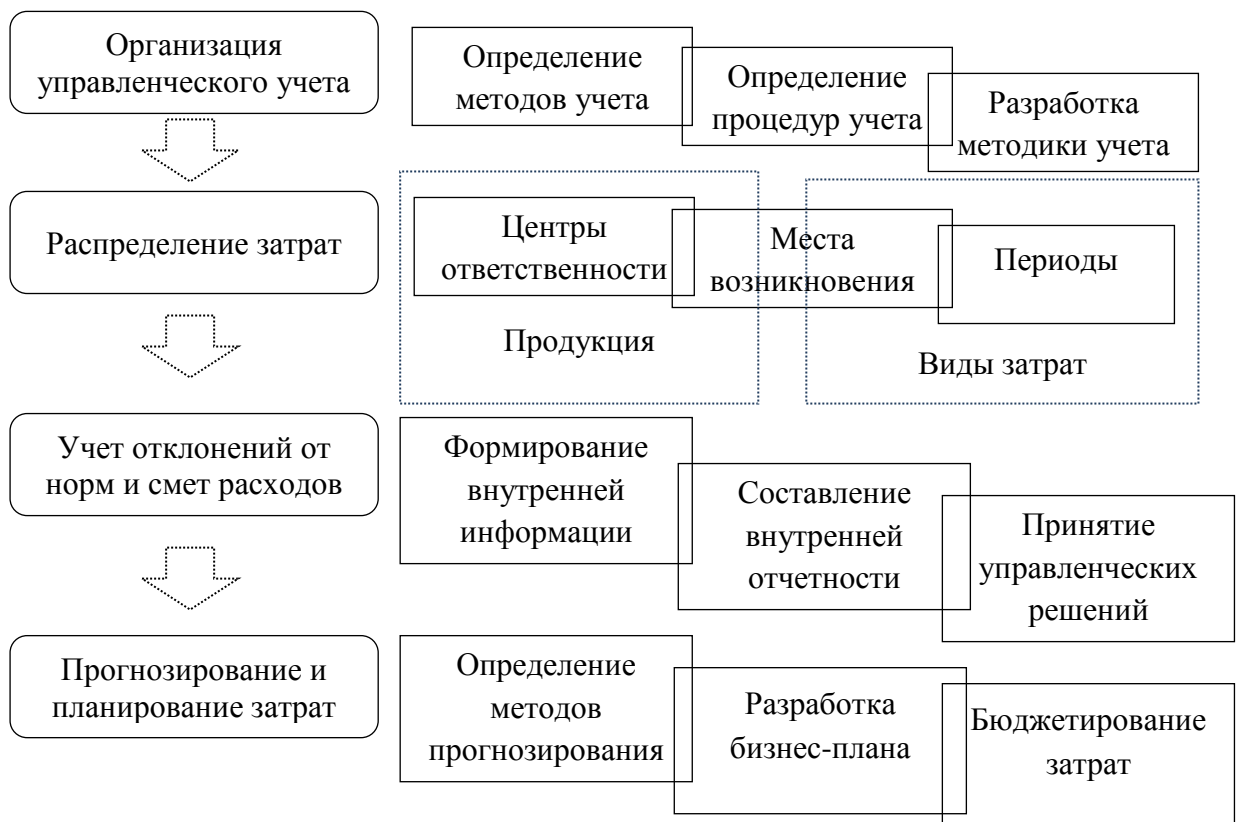 Организация
управленческого учета
Определение
методов учета
Определение
процедур учета
Разработка
методики учета
Распределение затрат
Центры
ответственности
Места
возникновения
Периоды
Продукция
Виды затрат
Учет отклонений от
норм и смет расходов
Формирование
внутренней
информации
Составление
внутренней
отчетности
Принятие
управленческих
решений
Прогнозирование и
планирование затрат
Определение
методов
прогнозирования
Разработка
бизнес-плана
Бюджетирование
затрат